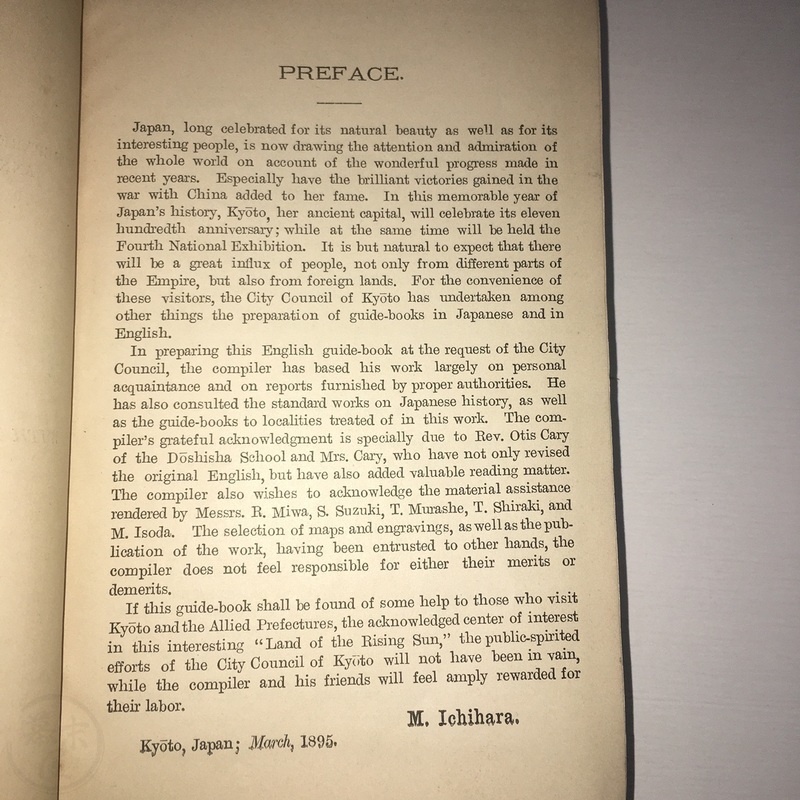 PREFACE.
Japan, long celebrated for its natural beauty as well as for its
interesting people, is now drawing the attention and admiration of
the whole world on account of the wonderful progress made in
recent years. Especially have the brilliant victories gained in the
war with China added to her fame. In this memorable year of
Japan's history, Kyōto, her ancient capital, will celebrate its eleven
hundredth anniversary; while at the same time will be held the
Fourth National Exhibition. It is but natural to expect that there
will be a great influx of people, not only from different parts of
the Empire, but also from foreign lands. For the convenience of
these visitors, the City Council of Kyōto has undertaken among
other things the preparation of guide-books in Japanese and in
English.
In preparing this English guide-book at the request of the City
Council, the compiler has based his work largely on personal
acquaintance and on reports furnished by proper authorities. He
has also consulted the standard works on Japanese history, as well
as the guide-books to localities treated of in this work. The com-
piler's grateful acknowledgment is specially due to Rev. Otis Cary
of the Dōshisha School and Mrs. Cary, who have not only revised
the original English, but have also added valuable reading matter.
The compiler also wishes to acknowledge the material assistance
rendered by Messrs. R. Miwa, S. Suzuki, T. Murashe, T. Shiraki, and
M. Isoda. The selection of maps and engravings, as well as the pub-
lication of the work, having been entrusted to other hands, the
compiler does not feel responsible for either their merits or
demerits.
If this guide-book shall be found of some help to those who visit
Kyōto and the Allied Prefectures, the acknowledged center of interest
in this interesting "Land of the Rising Sun," the public-spirited
efforts of the City Council of Kyōto will not have been in vain,
while the compiler and his friends will feel amply rewarded for
their labor.
M. Ichihara.
Kyōto, Japan; March, 1895.